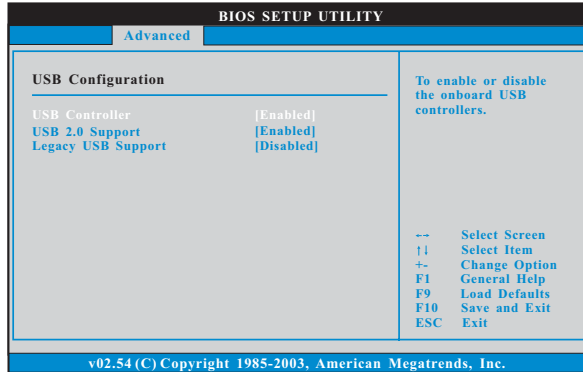 BIOS SETUP UTILITY
Advanced
USB Configuration
USB Controller [Enabled]
USB 2.0 Support [Enabled]
Legacy USB Support [Disabled]
To enable or disable
the onboard USB
controllers.
←→ Select Screen
↑↓ Select Item
+- Change Option
F1 General Help
F9 Load Defaults
F10 Save and Exit
ESC Exit
v02.54 (C) Copyright 1985-2003, American Megatrends, Inc.